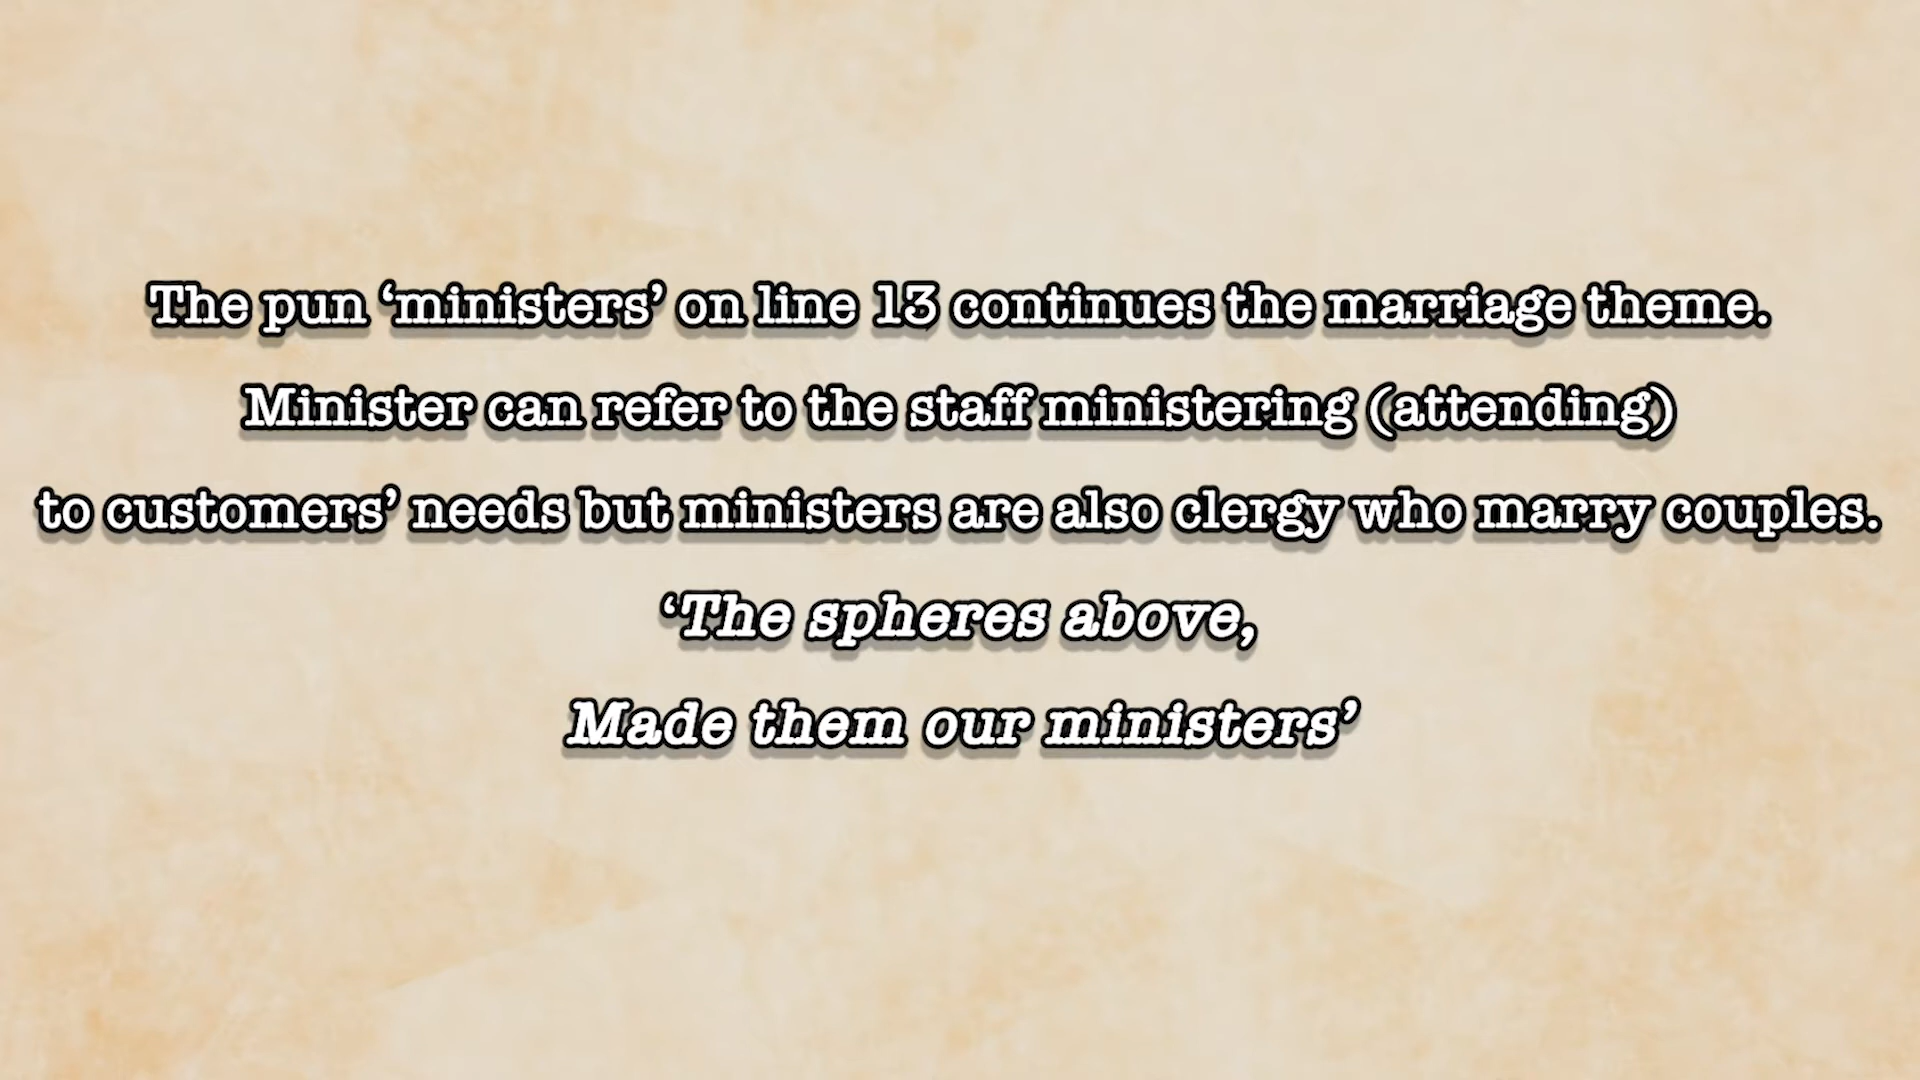 The pun ‘ministers’ on line 13 continues the marriage theme.
Minister can refer to the staff ministering (attending)
to customers’ needs but ministers are also clergy who marry couples.
‘The spheres above,
Made them our ministers’